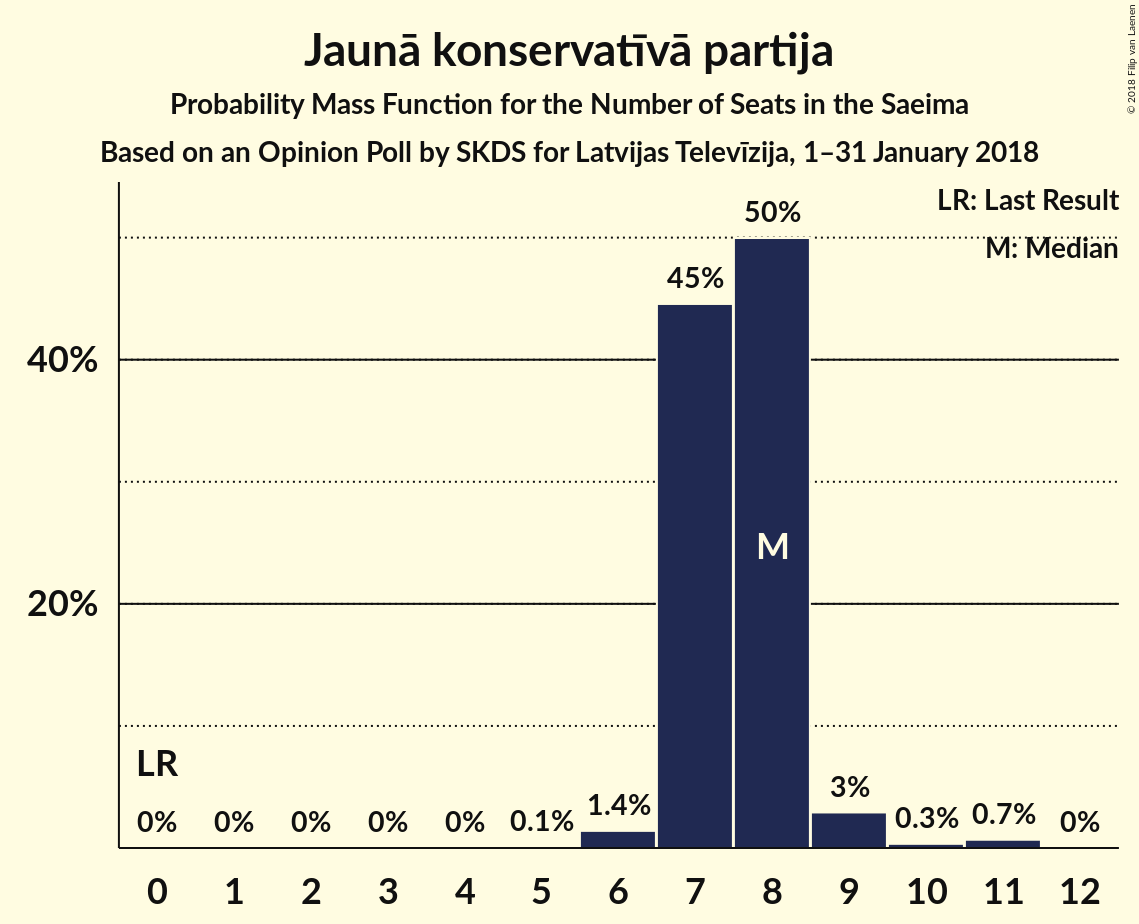 Jaunā konservatīvā partija
Probability Mass Function for the Number of Seats in the Saeima
Based on an Opinion Poll by SKDS for Latvijas Televīzija, 1–31 January 2018
© 2018 Filip van Laenen
LR: Last Result
M: Median
50%
45%
40%
M
20%
LR
0% 0% 0% 0% 0% 0.1% 1.4% 3% 0.3% 0.7% 0%
0 1 2 3 4 5 6 7 8 9 10 11 12